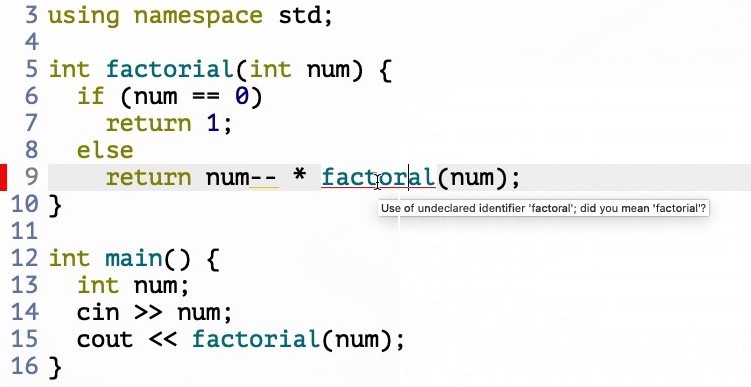 3 using namespace std;
4
5 int factorial(int num) {
6   if (num == 0)
7     return 1;
8   else
9     return num-- * factoral(num);
Use of undeclared identifier 'factoral'; did you mean 'factorial'?
10 }
11
12 int main() {
13   int num;
14   cin >> num;
15   cout << factorial(num);
16 }